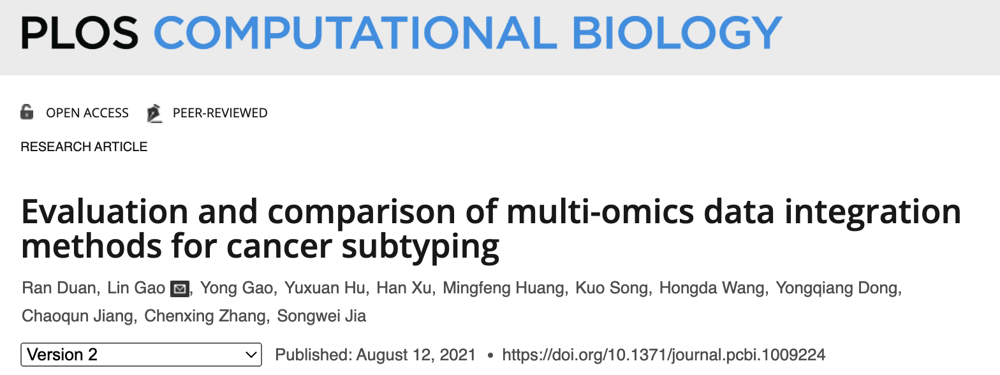 PLOS COMPUTATIONAL BIOLOGY
OPEN ACCESS PEER-REVIEWED
RESEARCH ARTICLE
Evaluation and comparison of multi-omics data integration
methods for cancer subtyping
Ran Duan, Lin Gao , Yong Gao, Yuxuan Hu, Han Xu, Mingfeng Huang, Kuo Song, Hongda Wang, Yongqiang Dong,
Chaoqun Jiang, Chenxing Zhang, Songwei Jia
Version 2 Published: August 12, 2021 • https://doi.org/10.1371/journal.pcbi.1009224